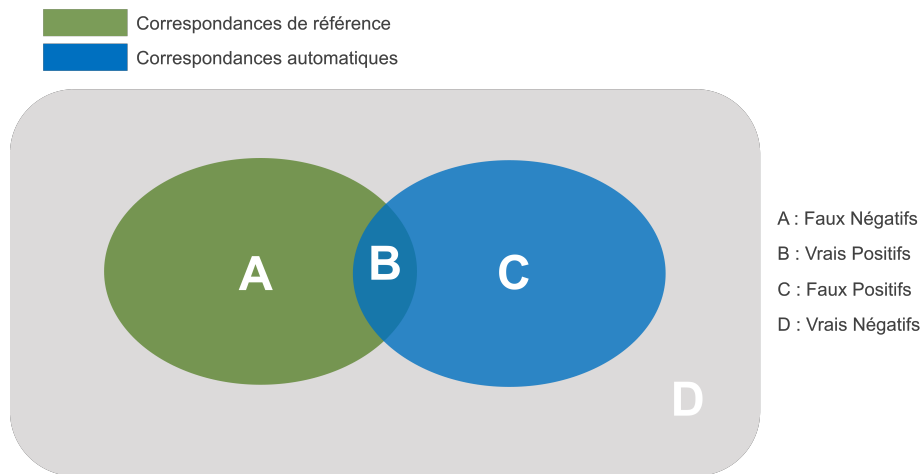 Correspondances de référence
Correspondances automatiques
A
B
C
D
A : Faux Négatifs
B : Vrais Positifs
C : Faux Positifs
D : Vrais Négatifs